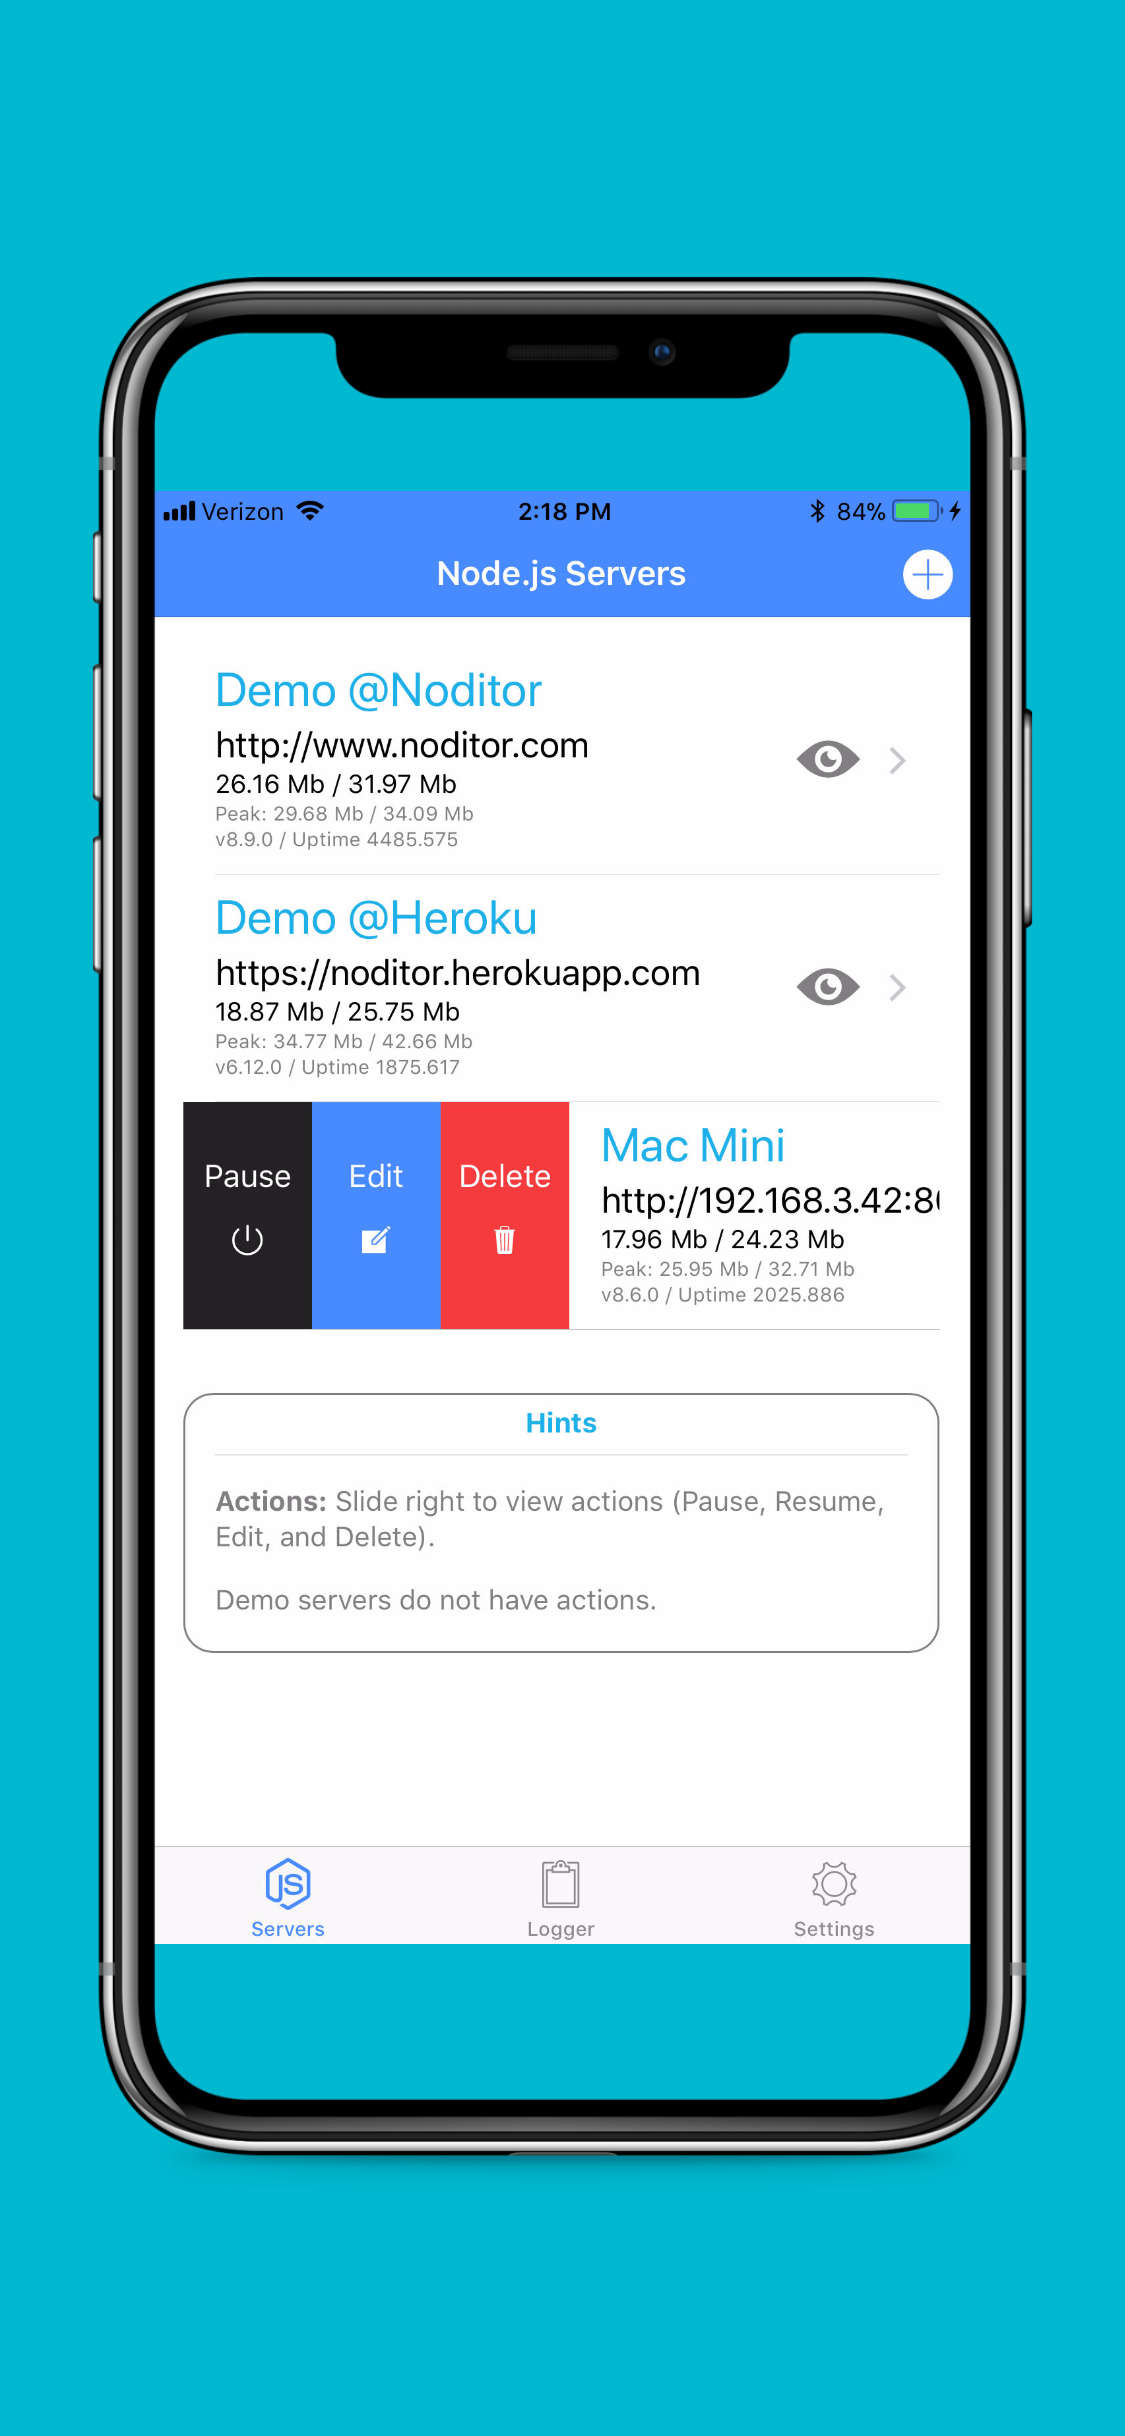 Verizon 2:18 PM 84%
Node.js Servers
Demo @Noditor
http://www.noditor.com
26.16 Mb / 31.97 Mb
Peak: 29.68 Mb / 34.09 Mb
v8.9.0 / Uptime 4485.575
Demo @Heroku
https://noditor.herokuapp.com
18.87 Mb / 25.75 Mb
Peak: 34.77 Mb / 42.66 Mb
v6.12.0 / Uptime 1875.617
Pause Edit Delete
Mac Mini
http://192.168.3.42:8
17.96 Mb / 24.23 Mb
Peak: 25.95 Mb / 32.71 Mb
v8.6.0 / Uptime 2025.886
Hints
Actions: Slide right to view actions (Pause, Resume,
Edit, and Delete).
Demo servers do not have actions.
JS
Servers Logger Settings